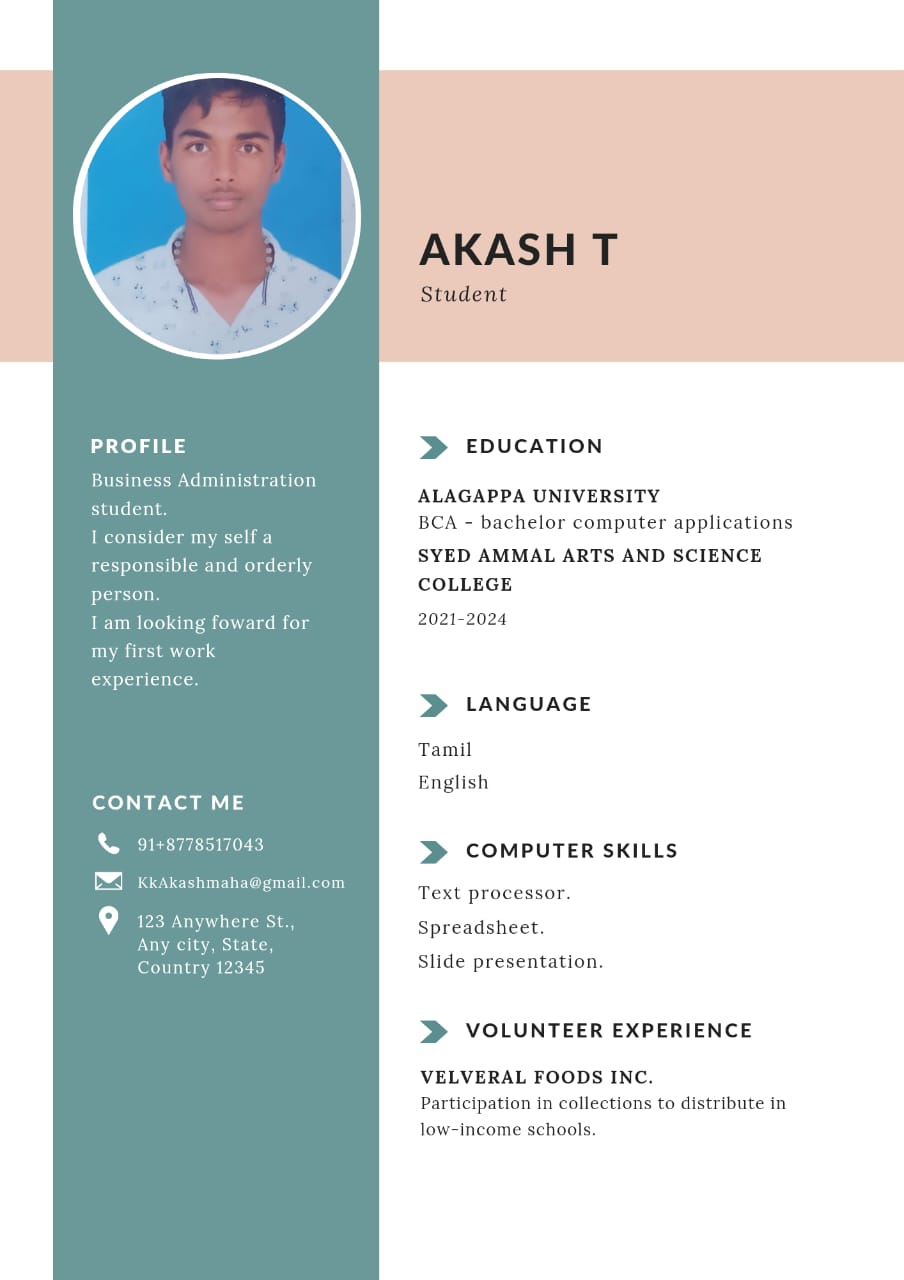 AKASH T
Student
PROFILE
Business Administration
student.
I consider my self a
responsible and orderly
person.
I am looking foward for
my first work
experience.
CONTACT ME
91+8778517043
KkAkashmaha@gmail.com
123 Anywhere St.,
Any city, State,
Country 12345
EDUCATION
ALAGAPPA UNIVERSITY
BCA - bachelor computer applications
SYED AMMAL ARTS AND SCIENCE
COLLEGE
2021-2024
LANGUAGE
Tamil
English
COMPUTER SKILLS
Text processor.
Spreadsheet.
Slide presentation.
VOLUNTEER EXPERIENCE
VELVERAL FOODS INC.
Participation in collections to distribute in
low-income schools.